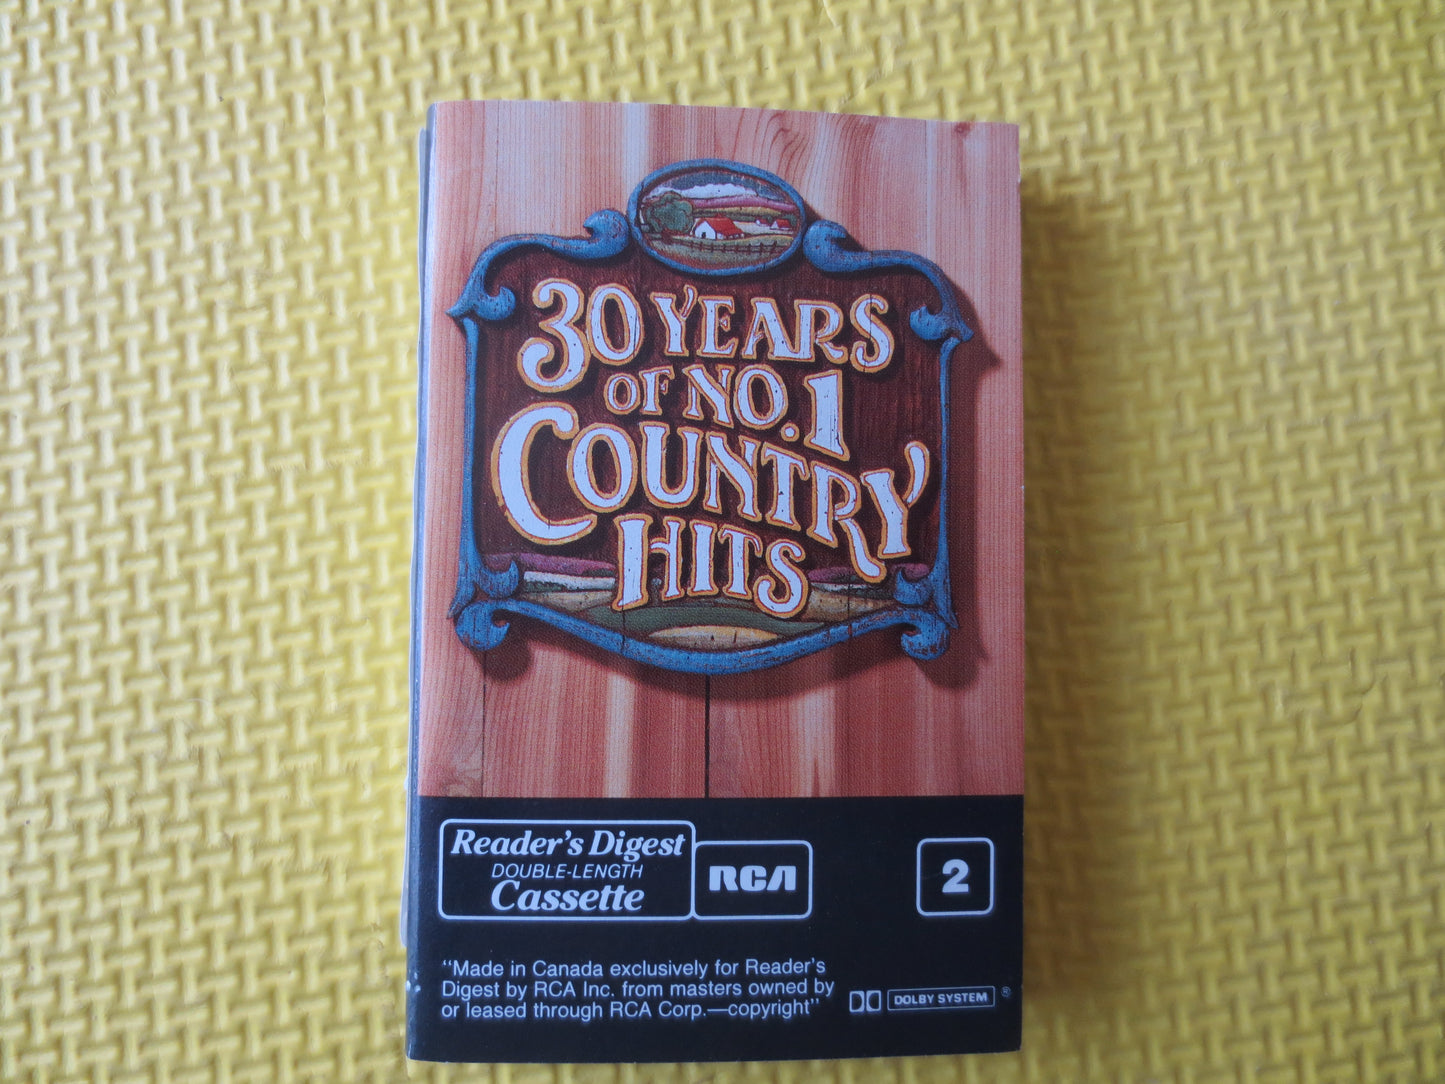 30 YEARS
OF NO. 1
COUNTRY
HITS
Reader's Digest
DOUBLE-LENGTH
Cassette
RCA
2
"Made in Canada exclusively for Reader's
Digest by RCA Inc. from masters owned by
or leased through RCA Corp.—copyright"
DOLBY SYSTEM ®